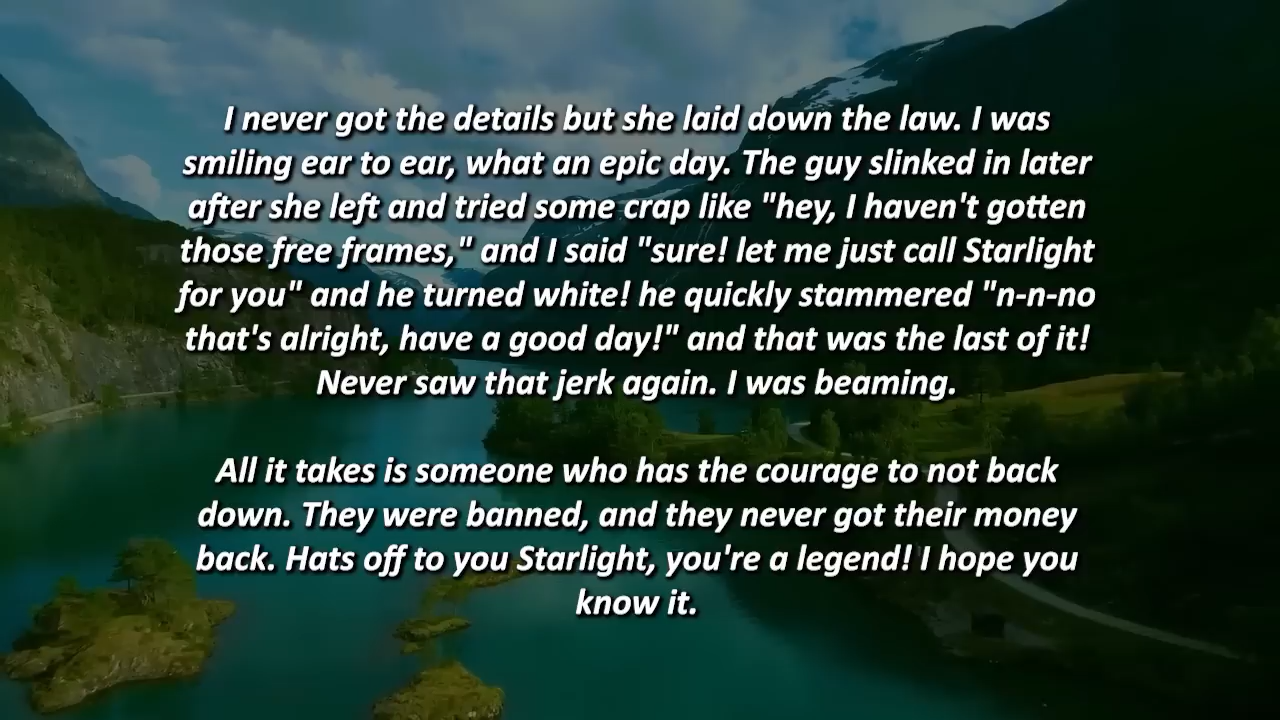 I never got the details but she laid down the law. I was
smiling ear to ear, what an epic day. The guy slinked in later
after she left and tried some crap like "hey, I haven't gotten
those free frames," and I said "sure! let me just call Starlight
for you" and he turned white! he quickly stammered "n-n-no
that's alright, have a good day!" and that was the last of it!
Never saw that jerk again. I was beaming.
All it takes is someone who has the courage to not back
down. They were banned, and they never got their money
back. Hats off to you Starlight, you're a legend! I hope you
know it.